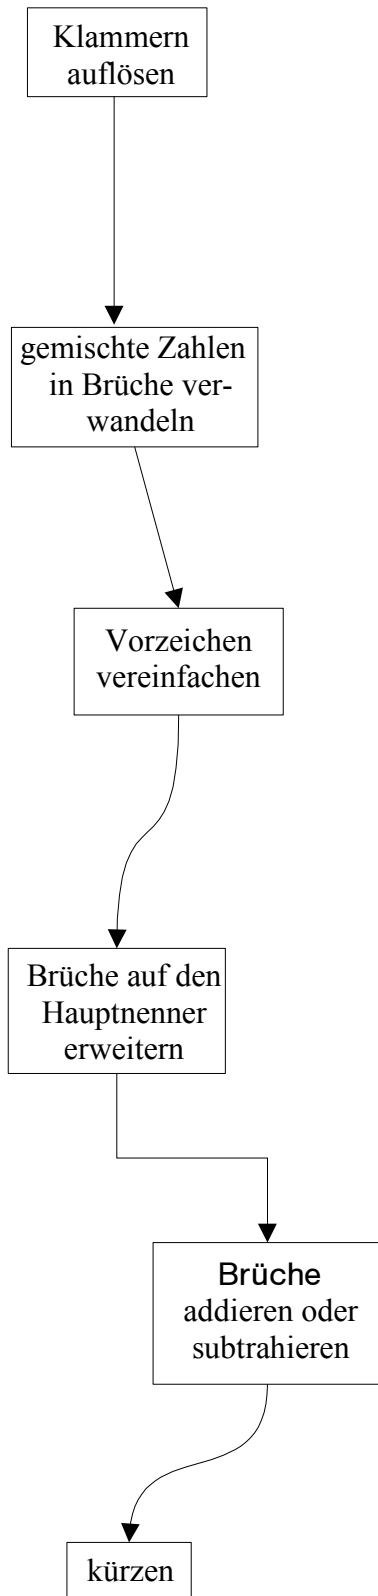 Klammern
auflösen
gemischte Zahlen
in Brüche ver-
wandeln
Vorzeichen
vereinfachen
Brüche auf den
Hauptnenner
erweitern
Brüche
addieren oder
subtrahieren
kürzen